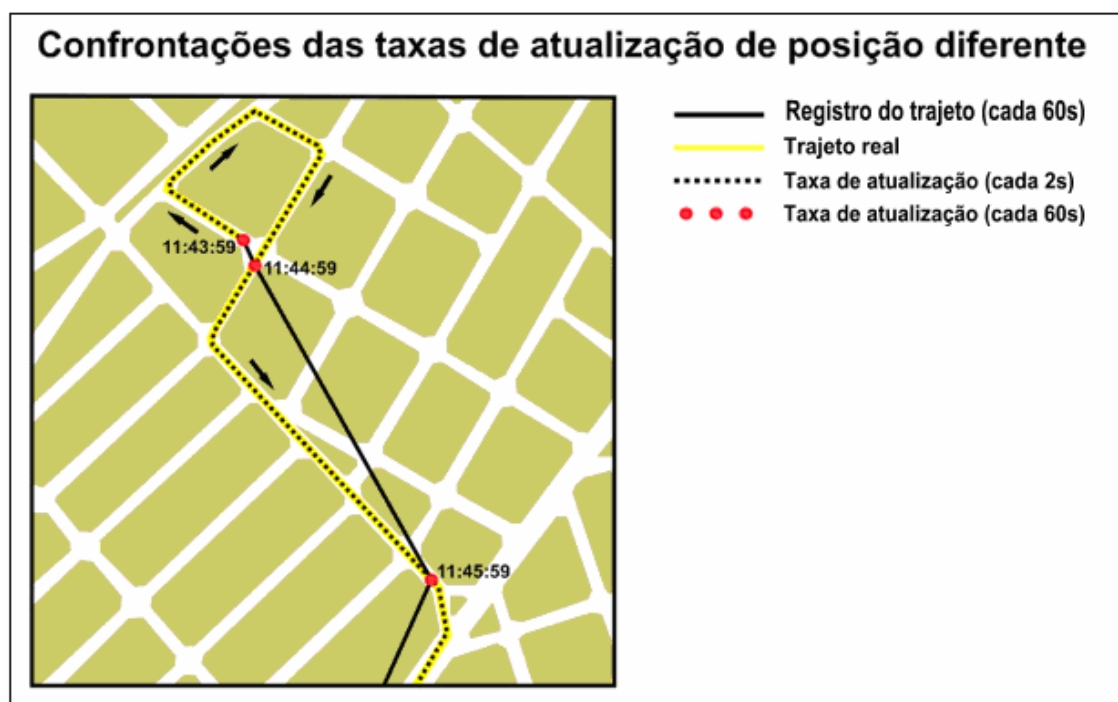 Confrontações das taxas de atualização de posição diferente
Registro do trajeto (cada 60s)
Trajeto real
Taxa de atualização (cada 2s)
Taxa de atualização (cada 60s)
11:43:59
11:44:59
11:45:59